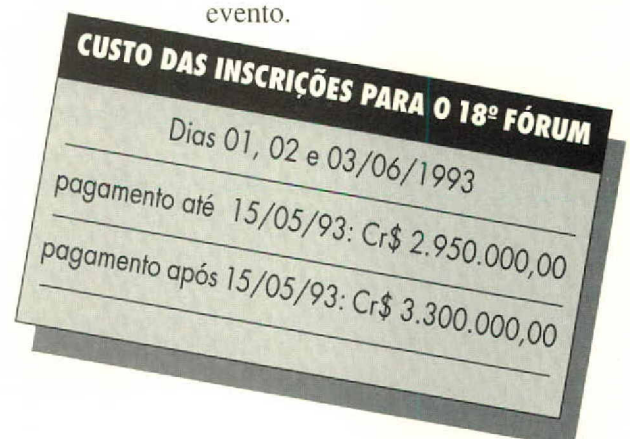 evento.
CUSTO DAS INSCRIÇÕES PARA O 18º FÓRUM
Dias 01, 02 e 03/06/1993
pagamento até 15/05/93: Cr$ 2.950.000,00
pagamento após 15/05/93: Cr$ 3.300.000,00